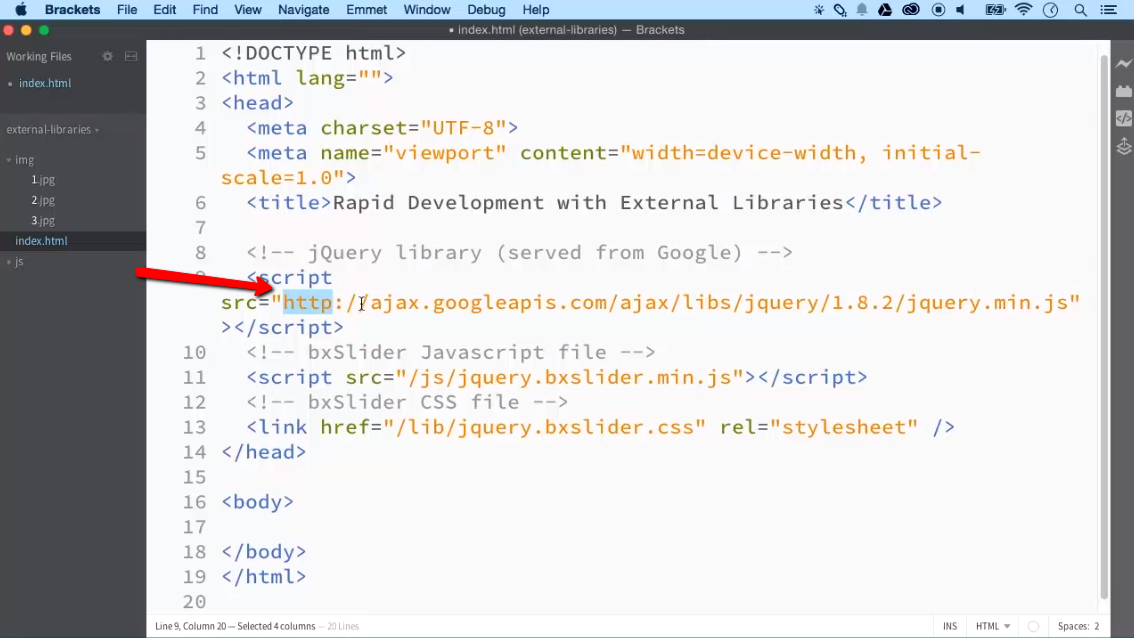 Brackets File Edit Find View Navigate Emmet Window Debug Help
• index.html (external-libraries) — Brackets
Working Files
• index.html
external-libraries
img
1.jpg
2.jpg
3.jpg
index.html
js
1 <!DOCTYPE html>
2 <html lang="">
3 <head>
4 <meta charset="UTF-8">
5 <meta name="viewport" content="width=device-width, initial-
scale=1.0">
6 <title>Rapid Development with External Libraries</title>
7
8 <!-- jQuery library (served from Google) -->
9 <script
src="http://ajax.googleapis.com/ajax/libs/jquery/1.8.2/jquery.min.js"
></script>
10 <!-- bxSlider Javascript file -->
11 <script src="/js/jquery.bxslider.min.js"></script>
12 <!-- bxSlider CSS file -->
13 <link href="/lib/jquery.bxslider.css" rel="stylesheet" />
14 </head>
15
16 <body>
17
18 </body>
19 </html>
20
Line 9, Column 20 — Selected 4 columns — 20 Lines
INS HTML Spaces: 2